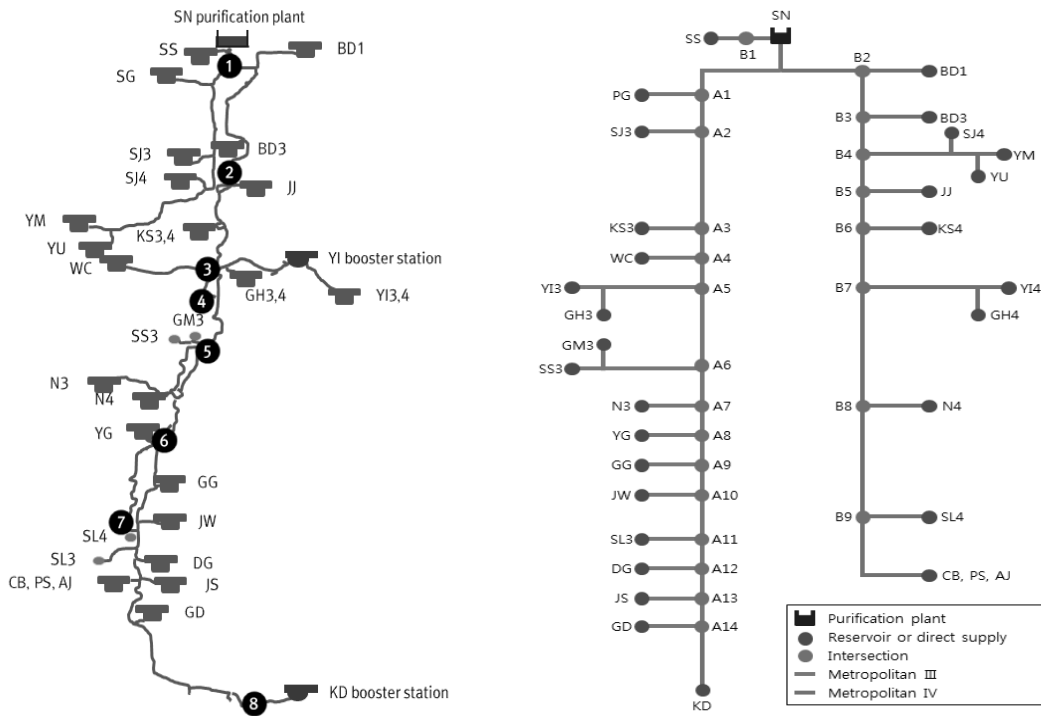 SN purification plant
SS
BD1
1
SG
SJ3
BD3
SJ4
2
JJ
YM
KS3,4
YU
WC
3
YI booster station
4
GH3,4
YI3,4
GM3
SS3
5
N3
N4
YG
6
GG
7
JW
SL4
SL3
DG
CB, PS, AJ
JS
GD
8
KD booster station
SN
SS
B1
B2
BD1
PG
A1
SJ3
A2
B3
BD3
SJ4
B4
YM
YU
B5
JJ
KS3
A3
B6
KS4
WC
A4
YI3
A5
B7
YI4
GH3
GH4
GM3
SS3
A6
N3
A7
B8
N4
YG
A8
GG
A9
JW
A10
B9
SL4
SL3
A11
DG
A12
CB, PS, AJ
JS
A13
GD
A14
KD
Purification plant
Reservoir or direct supply
Intersection
Metropolitan Ⅲ
Metropolitan Ⅳ